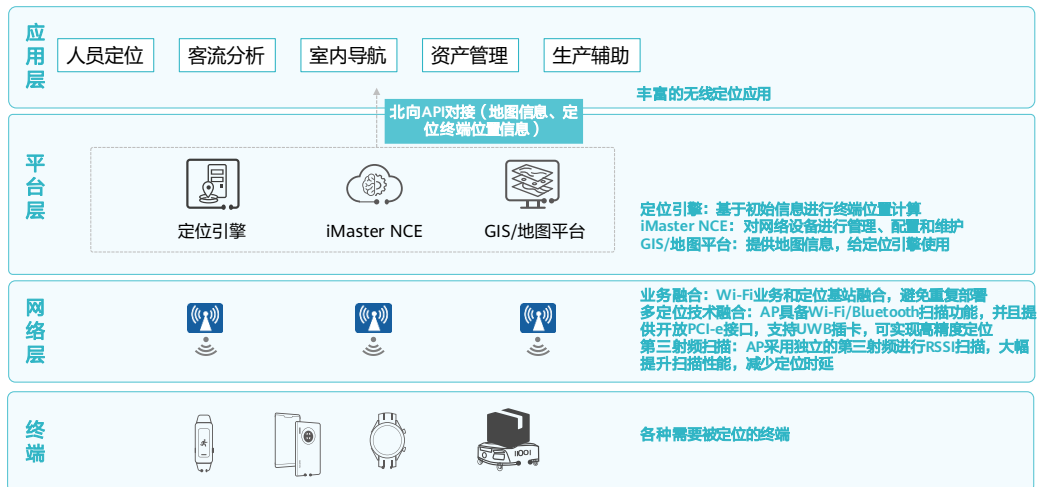 应用层
人员定位
客流分析
室内导航
资产管理
生产辅助
丰富的无线定位应用
北向API对接（地图信息、定
位终端位置信息）
平台层
定位引擎
iMaster NCE
GIS/地图平台
定位引擎：基于初始信息进行终端位置计算
iMaster NCE：对网络设备进行管理、配置和维护
GIS/地图平台：提供地图信息，给定位引擎使用
网络层
业务融合：Wi-Fi业务和定位基站融合，避免重复部署
多定位技术融合：AP具备Wi-Fi/Bluetooth扫描功能，并且提
供开放PCI-e接口，支持UWB插卡，可实现高精度定位
第三射频扫描：AP采用独立的第三射频进行RSSI扫描，大幅
提升扫描性能，减少定位时延
终端
各种需要被定位的终端